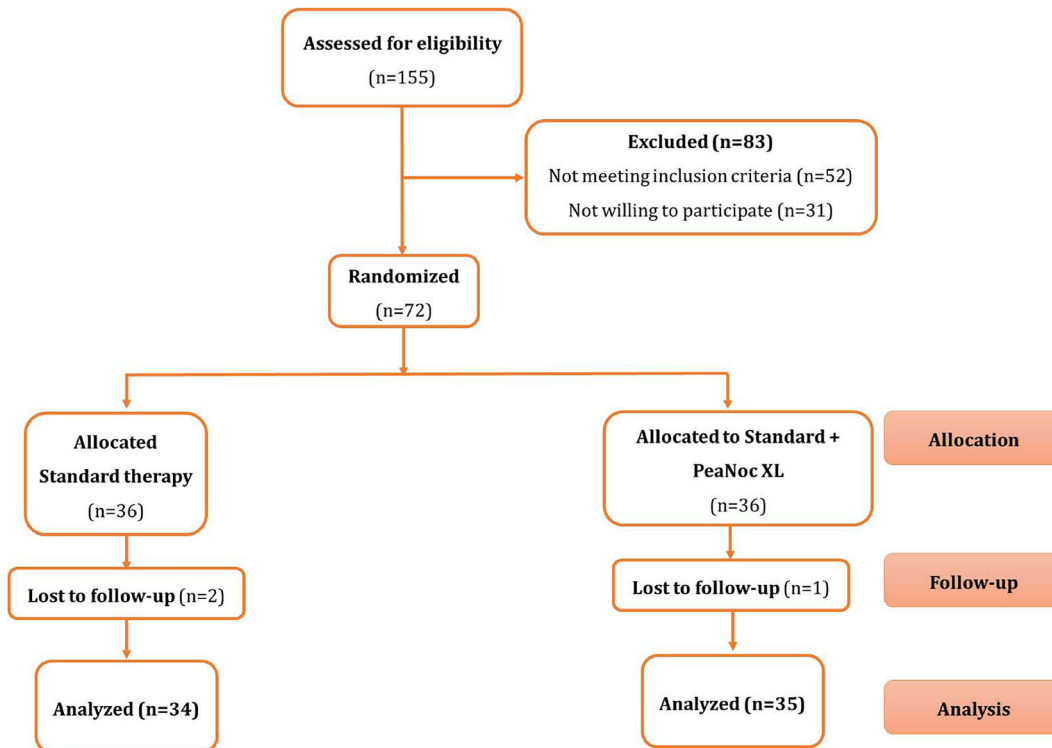 Assessed for eligibility
(n=155)
Excluded (n=83)
Not meeting inclusion criteria (n=52)
Not willing to participate (n=31)
Randomized
(n=72)
Allocated
Standard therapy
(n=36)
Allocated to Standard +
PeaNoc XL
(n=36)
Allocation
Lost to follow-up (n=2)
Lost to follow-up (n=1)
Follow-up
Analyzed (n=34)
Analyzed (n=35)
Analysis